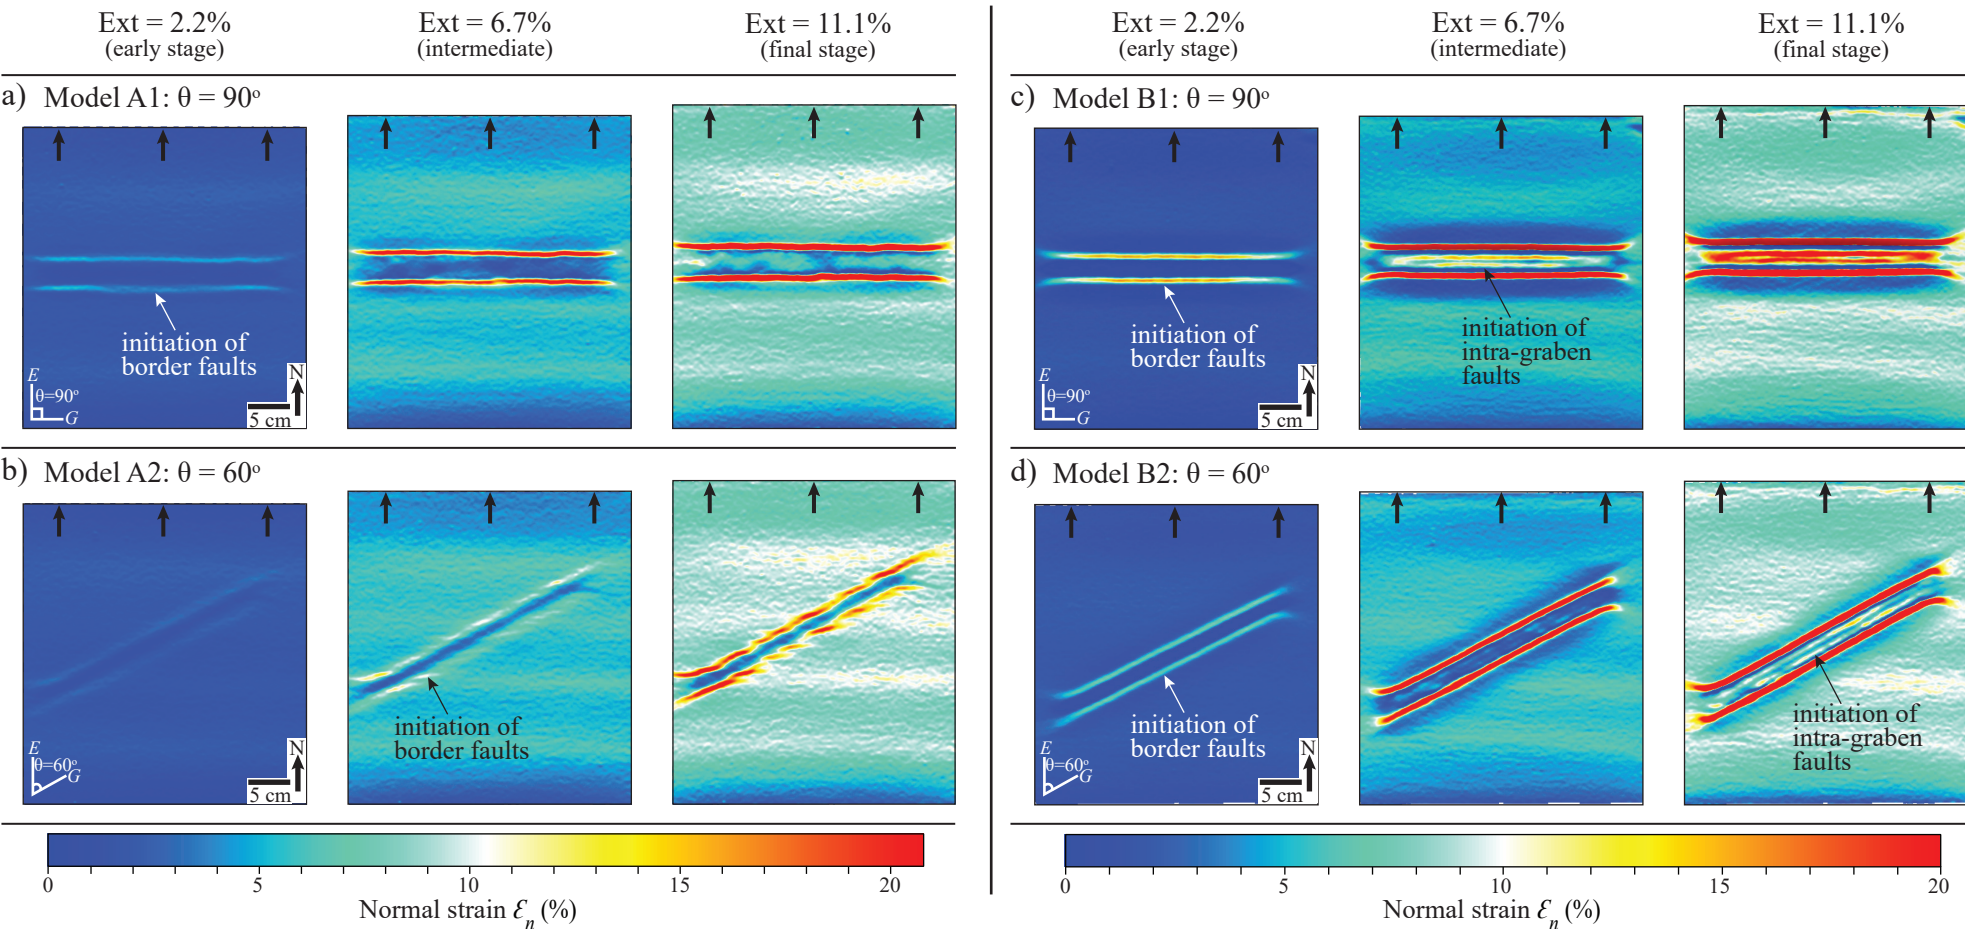 Ext = 2.2%
(early stage)
Ext = 6.7%
(intermediate)
Ext = 11.1%
(final stage)
a) Model A1: θ = 90°
initiation of
border faults
E
θ=90°
G
N
5 cm
b) Model A2: θ = 60°
E
θ=60°
G
N
5 cm
initiation of
border faults
0 5 10 15 20
Normal strain ℰn (%)
Ext = 2.2%
(early stage)
Ext = 6.7%
(intermediate)
Ext = 11.1%
(final stage)
c) Model B1: θ = 90°
initiation of
border faults
E
θ=90°
G
N
5 cm
initiation of
intra-graben
faults
d) Model B2: θ = 60°
initiation of
border faults
E
θ=60°
G
N
5 cm
initiation of
intra-graben
faults
0 5 10 15 20
Normal strain ℰn (%)